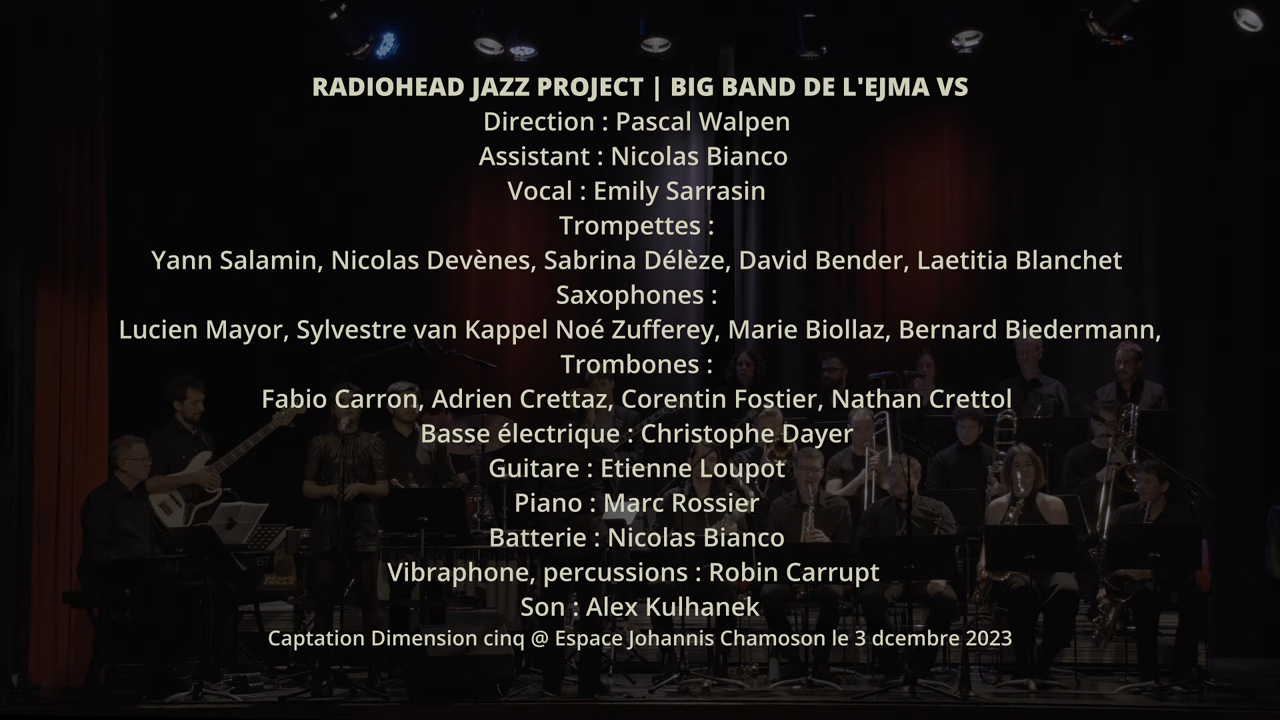 RADIOHEAD JAZZ PROJECT | BIG BAND DE L'EJMA VS
Direction : Pascal Walpen
Assistant : Nicolas Bianco
Vocal : Emily Sarrasin
Trompettes :
Yann Salamin, Nicolas Devènes, Sabrina Délèze, David Bender, Laetitia Blanchet
Saxophones :
Lucien Mayor, Sylvestre van Kappel Noé Zufferey, Marie Biollaz, Bernard Biedermann,
Trombones :
Fabio Carron, Adrien Crettaz, Corentin Fostier, Nathan Crettol
Basse électrique : Christophe Dayer
Guitare : Etienne Loupot
Piano : Marc Rossier
Batterie : Nicolas Bianco
Vibraphone, percussions : Robin Carrupt
Son : Alex Kulhanek
Captation Dimension cinq @ Espace Johannis Chamoson le 3 dcembre 2023